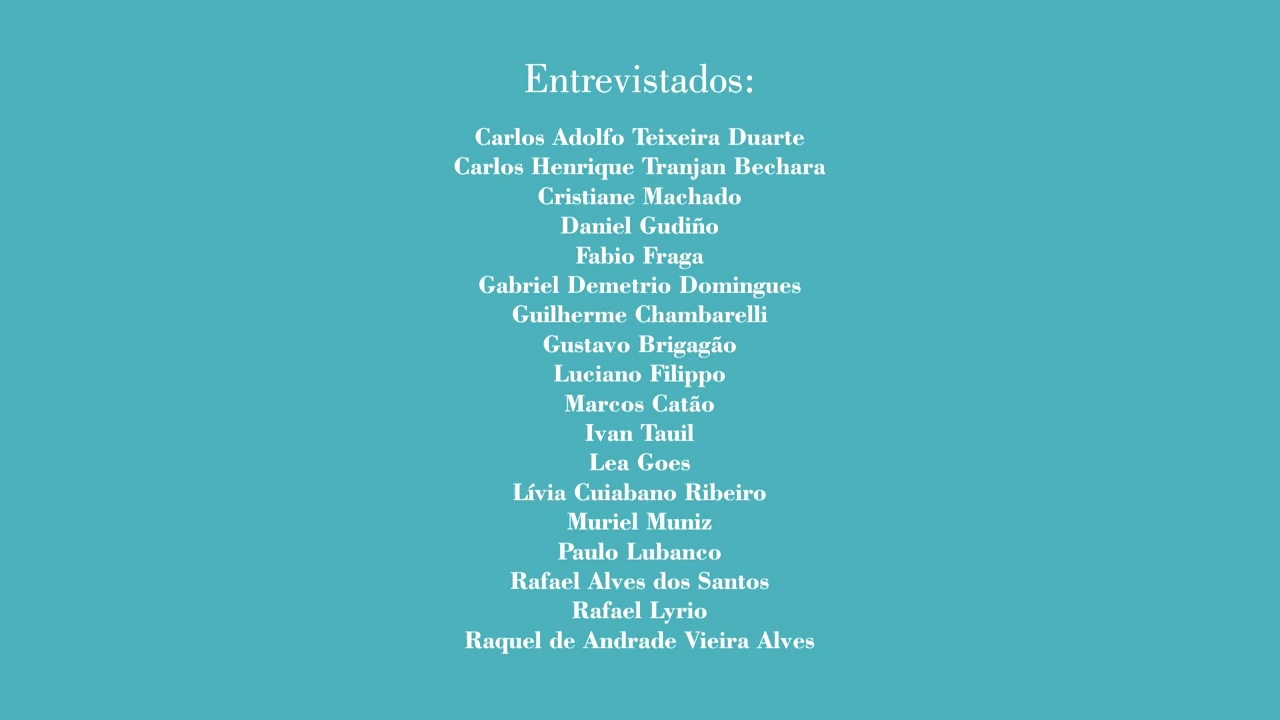 Entrevistados:
Carlos Adolfo Teixeira Duarte
Carlos Henrique Tranjan Bechara
Cristiane Machado
Daniel Gudiño
Fabio Fraga
Gabriel Demetrio Domingues
Guilherme Chambarelli
Gustavo Brigagão
Luciano Filippo
Marcos Catão
Ivan Tauil
Lea Goes
Lívia Cuiabano Ribeiro
Muriel Muniz
Paulo Lubanco
Rafael Alves dos Santos
Rafael Lyrio
Raquel de Andrade Vieira Alves